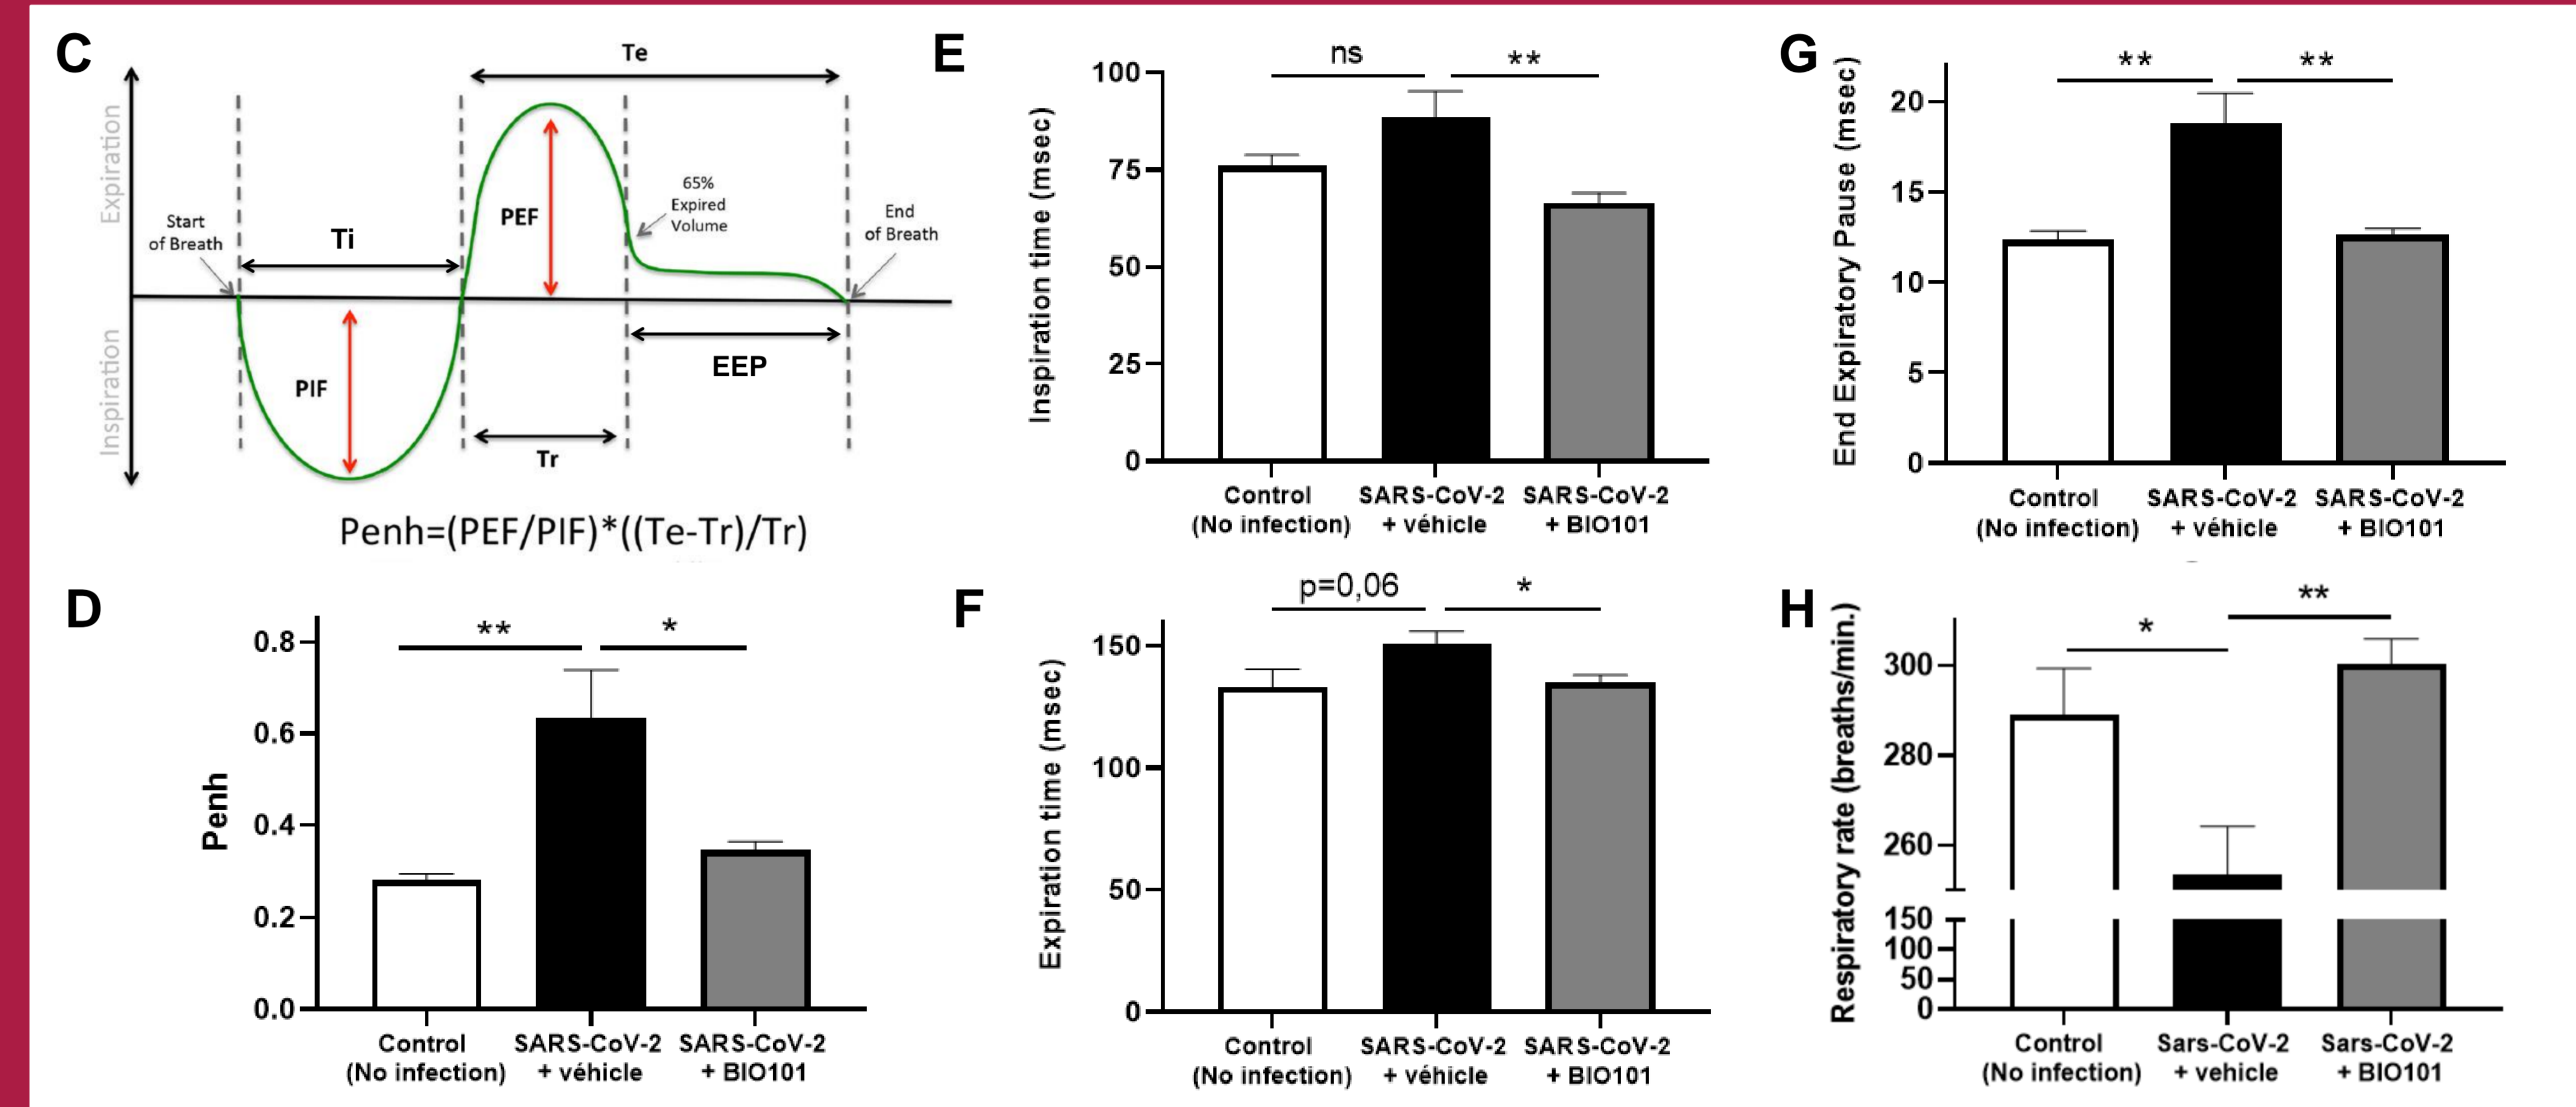 C
Te
Expiration
Inspiration
Start
of Breath
Ti
PEF
65%
Expired
Volume
End
of Breath
PIF
EEP
Tr
Penh=(PEF/PIF)*((Te-Tr)/Tr)
D
Penh
0.8
0.6
0.4
0.2
0.0
**
*
Control
(No infection)
SARS-CoV-2
+ véhicle
SARS-CoV-2
+ BIO101
E
Inspiration time (msec)
100
75
50
25
0
ns
**
Control
(No infection)
SARS-CoV-2
+ véhicle
SARS-CoV-2
+ BIO101
F
Expiration time (msec)
150
100
50
0
p=0,06
*
Control
(No infection)
SARS-CoV-2
+ véhicle
SARS-CoV-2
+ BIO101
G
End Expiratory Pause (msec)
20
15
10
5
0
**
**
Control
(No infection)
SARS-CoV-2
+ véhicle
SARS-CoV-2
+ BIO101
H
Respiratory rate (breaths/min.)
300
280
260
150
100
50
0
*
**
Control
(No infection)
Sars-CoV-2
+ vehicle
Sars-CoV-2
+ BIO101